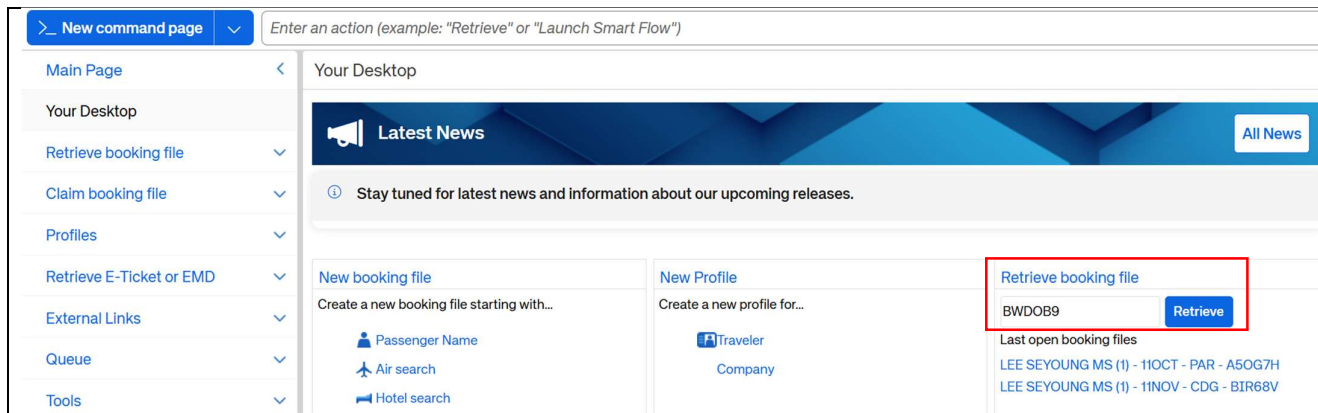 >_ New command page
Enter an action (example: "Retrieve" or "Launch Smart Flow")
Main Page
Your Desktop
Retrieve booking file
Claim booking file
Profiles
Retrieve E-Ticket or EMD
External Links
Queue
Tools
Your Desktop
Latest News
All News
Stay tuned for latest news and information about our upcoming releases.
New booking file
Create a new booking file starting with...
Passenger Name
Air search
Hotel search
New Profile
Create a new profile for...
Traveler
Company
Retrieve booking file
BWDOB9 Retrieve
Last open booking files
LEE SEYOUNG MS (1) - 11OCT - PAR - A5OG7H
LEE SEYOUNG MS (1) - 11NOV - CDG - BIR68V